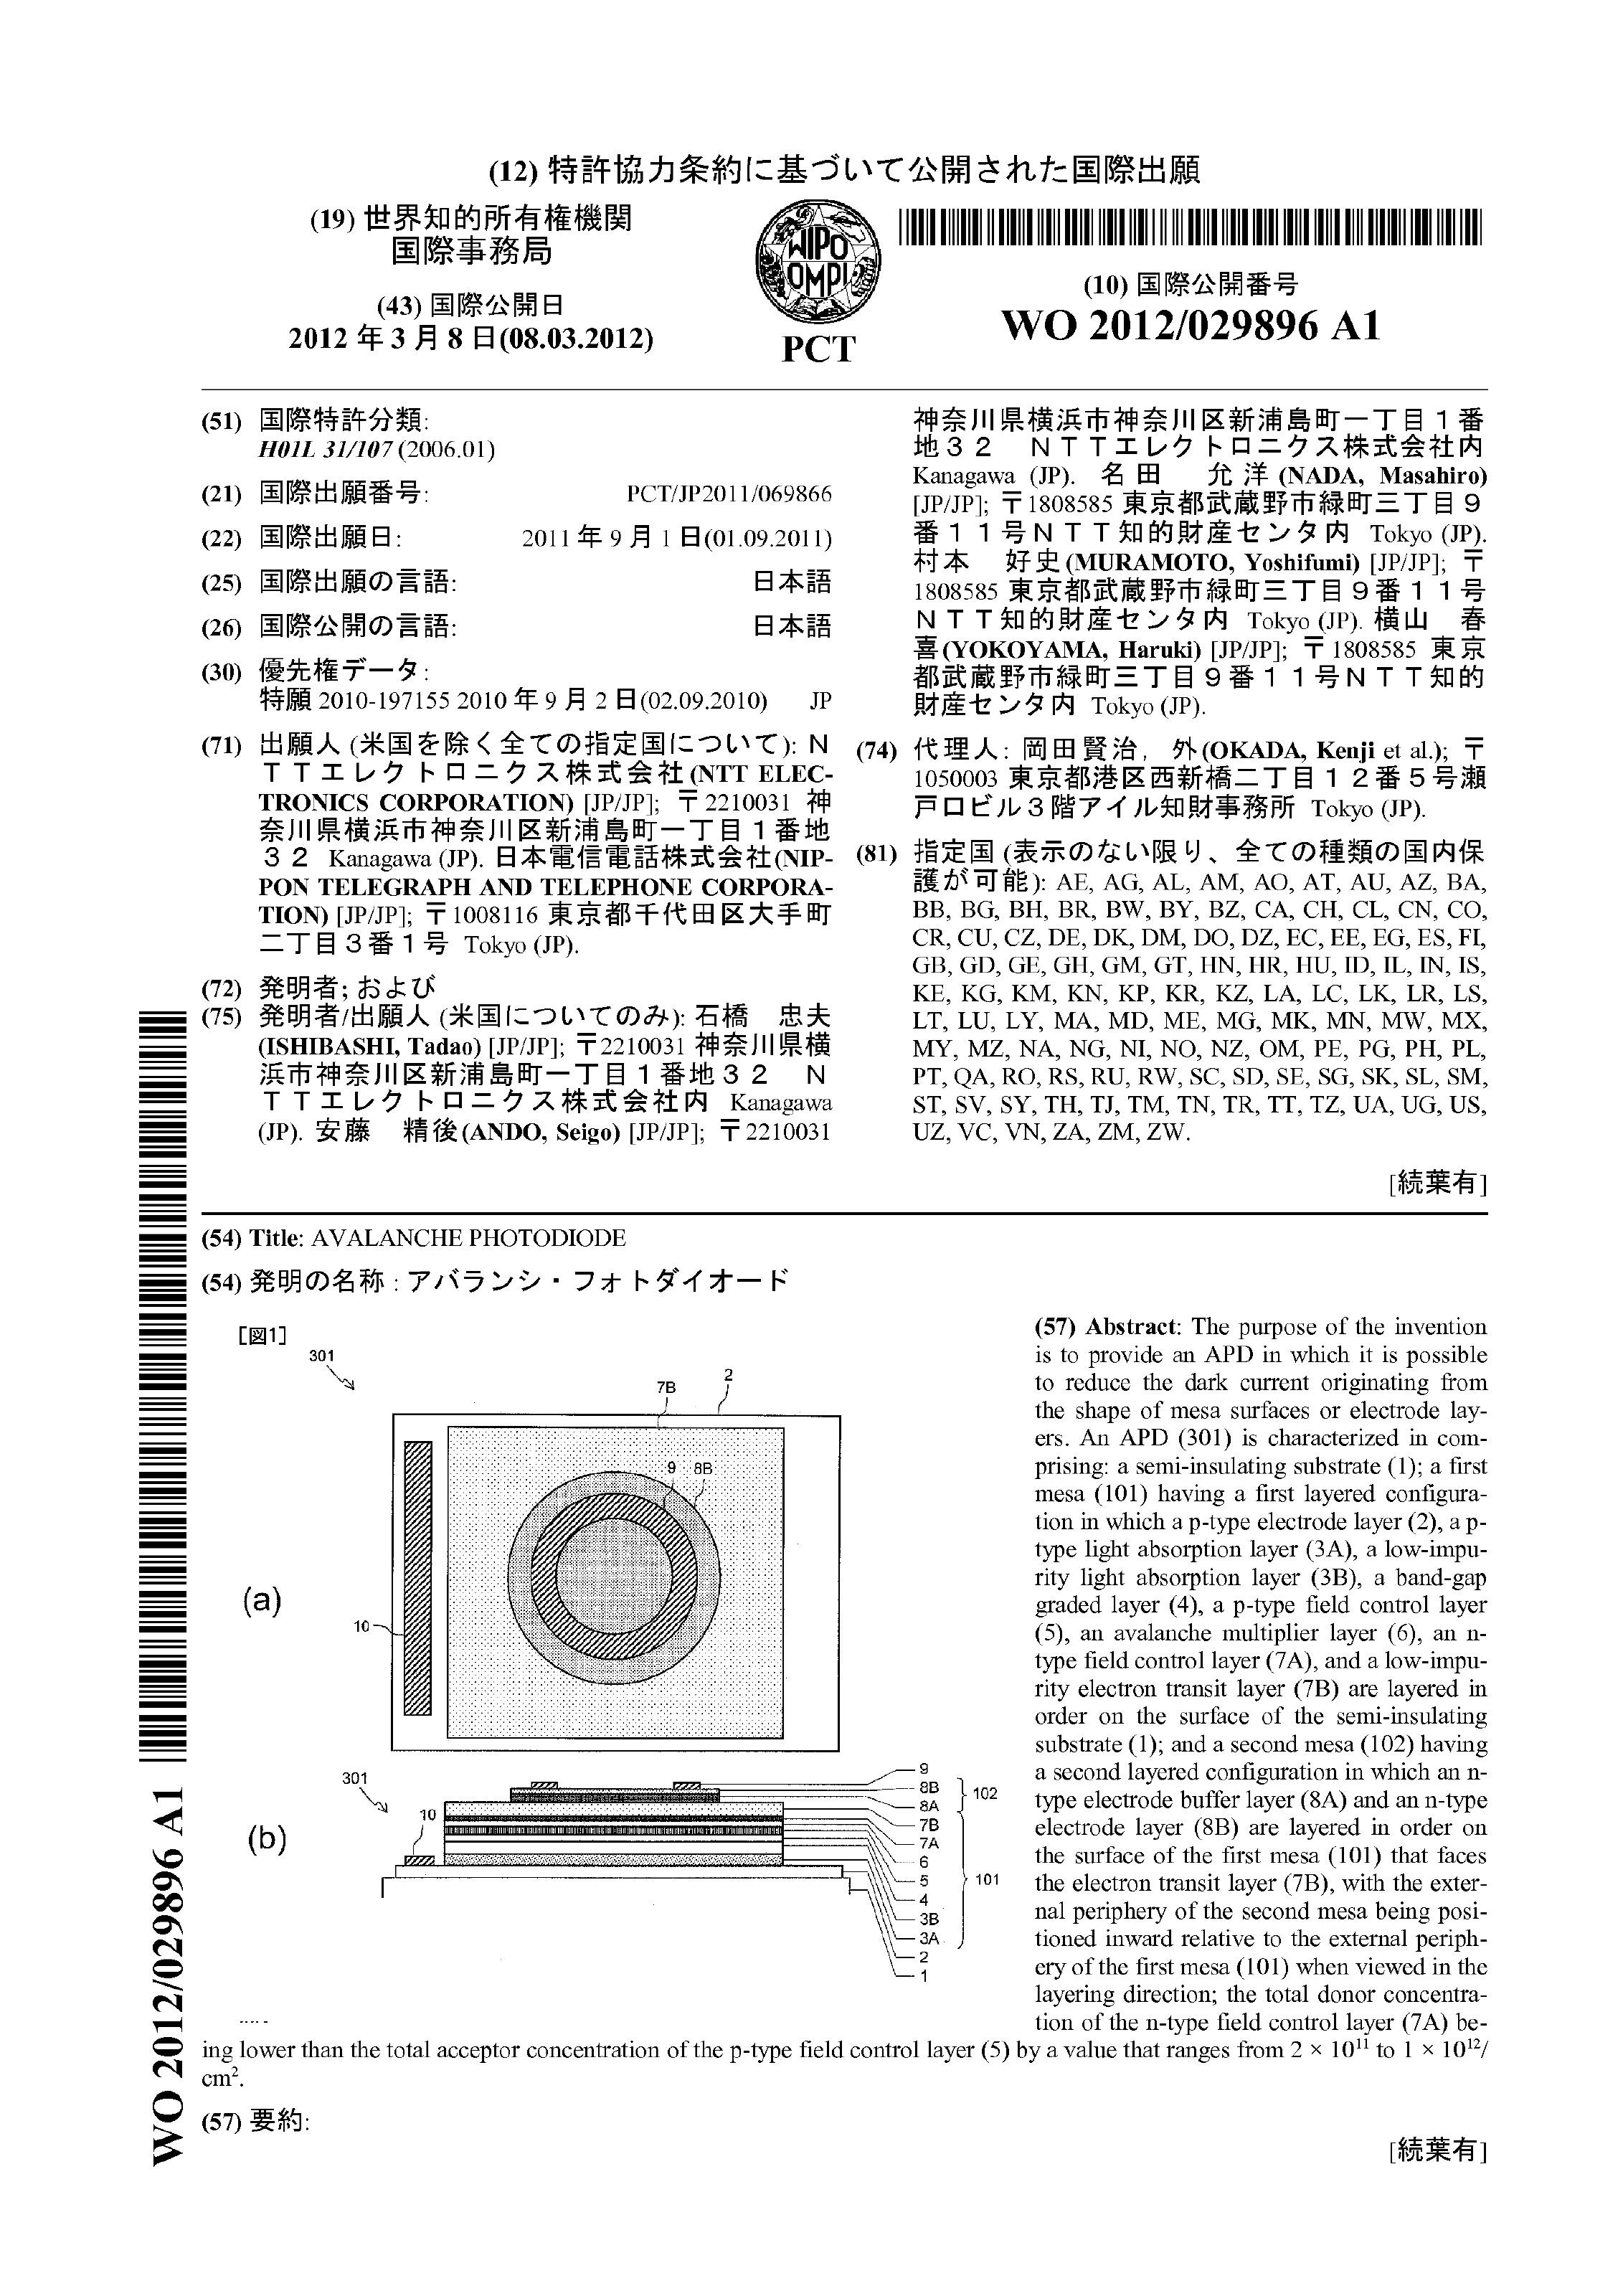 (12) 特許協力条約に基づいて公開された国際出願
(19) 世界知的所有権機関
国際事務局
(43) 国際公開日
2012 年 3 月 8 日(08.03.2012)
WIPO
OMPI
PCT
(10) 国際公開番号
WO 2012/029896 A1
(51) 国際特許分類:
H01L 31/107 (2006.01)
(21) 国際出願番号: PCT/JP2011/069866
(22) 国際出願日: 2011 年 9 月 1 日(01.09.2011)
(25) 国際出願の言語: 日本語
(26) 国際公開の言語: 日本語
(30) 優先権データ:
特願 2010-197155 2010 年 9 月 2 日(02.09.2010) JP
(71) 出願人 (米国を除く全ての指定国について): N
TTエレクトロニクス株式会社(NTT ELEC-
TRONICS CORPORATION) [JP/JP]; 〒2210031 神
奈川県横浜市神奈川区新浦島町一丁目1番地
32 Kanagawa (JP). 日本電信電話株式会社(NIP-
PON TELEGRAPH AND TELEPHONE CORPORA-
TION) [JP/JP]; 〒1008116 東京都千代田区大手町
二丁目3番1号 Tokyo (JP).
(72) 発明者; および
(75) 発明者/出願人 (米国についてのみ): 石橋 忠夫
(ISHIBASHI, Tadao) [JP/JP]; 〒2210031 神奈川県横
浜市神奈川区新浦島町一丁目1番地32 N
TTエレクトロニクス株式会社内 Kanagawa
(JP). 安藤 精後(ANDO, Seigo) [JP/JP]; 〒2210031
神奈川県横浜市神奈川区新浦島町一丁目1番
地32 NTTエレクトロニクス株式会社内
Kanagawa (JP). 名田 允洋(NADA, Masahiro)
[JP/JP]; 〒1808585 東京都武蔵野市緑町三丁目9
番11号NTT知的財産センタ内 Tokyo (JP).
村本 好史(MURAMOTO, Yoshifumi) [JP/JP]; 〒
1808585 東京都武蔵野市緑町三丁目9番11号
NTT知的財産センタ内 Tokyo (JP). 横山 春
喜(YOKOYAMA, Haruki) [JP/JP]; 〒1808585 東京
都武蔵野市緑町三丁目9番11号NTT知的
財産センタ内 Tokyo (JP).
(74) 代理人: 岡田賢治, 外(OKADA, Kenji et al.); 〒
1050003 東京都港区西新橋二丁目12番5号瀬
戸口ビル3階アイル知財事務所 Tokyo (JP).
(81) 指定国 (表示のない限り、全ての種類の国内保
護が可能): AE, AG, AL, AM, AO, AT, AU, AZ, BA,
BB, BG, BH, BR, BW, BY, BZ, CA, CH, CL, CN, CO,
CR, CU, CZ, DE, DK, DM, DO, DZ, EC, EE, EG, ES, FI,
GB, GD, GE, GH, GM, GT, HN, HR, HU, ID, IL, IN, IS,
KE, KG, KM, KN, KP, KR, KZ, LA, LC, LK, LR, LS,
LT, LU, LY, MA, MD, ME, MG, MK, MN, MW, MX,
MY, MZ, NA, NG, NI, NO, NZ, OM, PE, PG, PH, PL,
PT, QA, RO, RS, RU, RW, SC, SD, SE, SG, SK, SL, SM,
ST, SV, SY, TH, TJ, TM, TN, TR, TT, TZ, UA, UG, US,
UZ, VC, VN, ZA, ZM, ZW.
[続葉有]
(54) Title: AVALANCHE PHOTODIODE
(54) 発明の名称 : アバランシ・フォトダイオード
[図1]
301
7B
2
9
8B
10
(a)
301
10
(b)
9
8B
8A
7B
7A
6
5
4
3B
3A
2
1
102
101
(57) Abstract: The purpose of the invention
is to provide an APD in which it is possible
to reduce the dark current originating from
the shape of mesa surfaces or electrode lay-
ers. An APD (301) is characterized in com-
prising: a semi-insulating substrate (1); a first
mesa (101) having a first layered configura-
tion in which a p-type electrode layer (2), a p-
type light absorption layer (3A), a low-impu-
rity light absorption layer (3B), a band-gap
graded layer (4), a p-type field control layer
(5), an avalanche multiplier layer (6), an n-
type field control layer (7A), and a low-impu-
rity electron transit layer (7B) are layered in
order on the surface of the semi-insulating
substrate (1); and a second mesa (102) having
a second layered configuration in which an n-
type electrode buffer layer (8A) and an n-type
electrode layer (8B) are layered in order on
the surface of the first mesa (101) that faces
the electron transit layer (7B), with the exter-
nal periphery of the second mesa being posi-
tioned inward relative to the external periph-
ery of the first mesa (101) when viewed in the
layering direction; the total donor concentra-
tion of the n-type field control layer (7A) be-
ing lower than the total acceptor concentration of the p-type field control layer (5) by a value that ranges from 2 × 10¹¹ to 1 × 10¹²/
cm².
(57) 要約:
[続葉有]
WO 2012/029896 A1